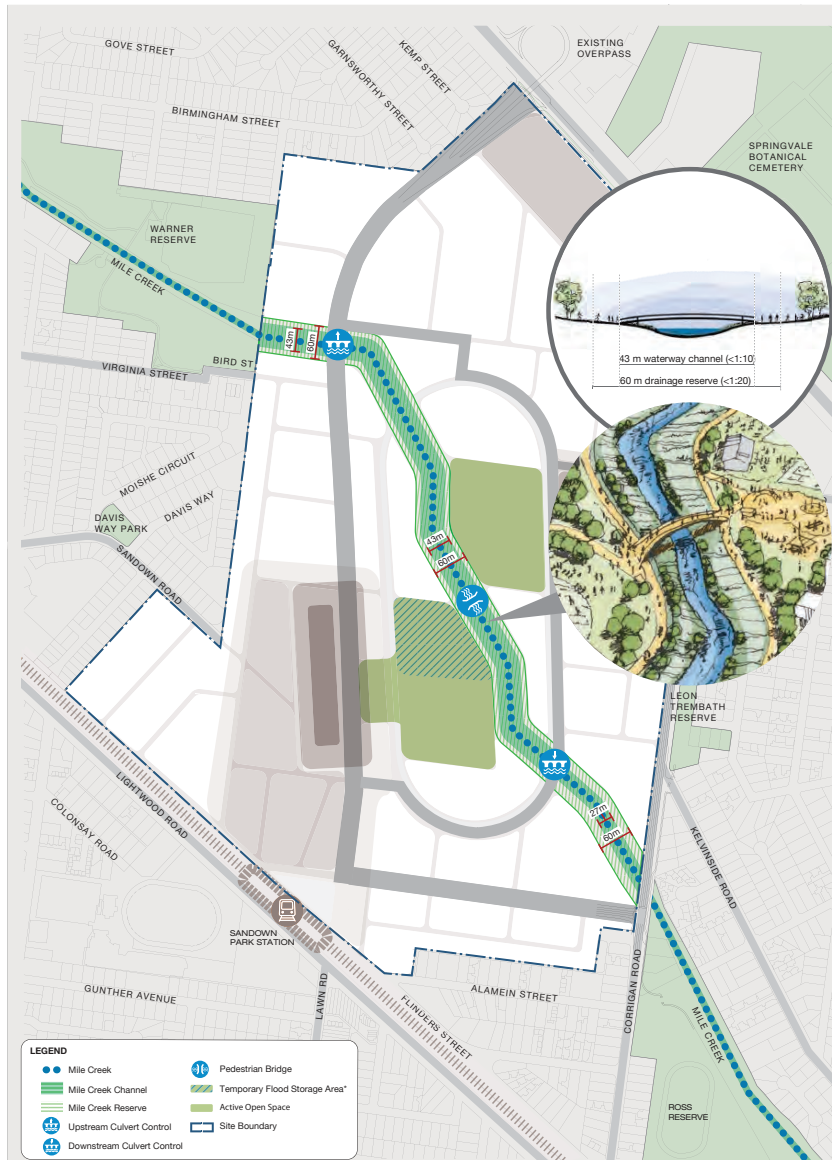 GOVE STREET
KEMP STREET
GARNSWORTHY STREET
EXISTING
OVERPASS
BIRMINGHAM STREET
SPRINGVALE
BOTANICAL
CEMETERY
WARNER
RESERVE
MILE CREEK
43m
60m
BIRD ST
VIRGINIA STREET
43 m waterway channel (<1:10)
60 m drainage reserve (<1:20)
MOISHE CIRCUIT
DAVIS WAY
DAVIS
WAY PARK
SANDOWN ROAD
43m
60m
LEON
TREMBATH
RESERVE
LIGHTWOOD ROAD
COLONSAY ROAD
27m
60m
KELVINSIDE ROAD
SANDOWN
PARK STATION
GUNTHER AVENUE
LAWN RD
FLINDERS STREET
ALAMEIN STREET
CORRIGAN ROAD
MILE CREEK
ROSS
RESERVE
LEGEND
Mile Creek
Mile Creek Channel
Mile Creek Reserve
Upstream Culvert Control
Downstream Culvert Control
Pedestrian Bridge
Temporary Flood Storage Area*
Active Open Space
Site Boundary